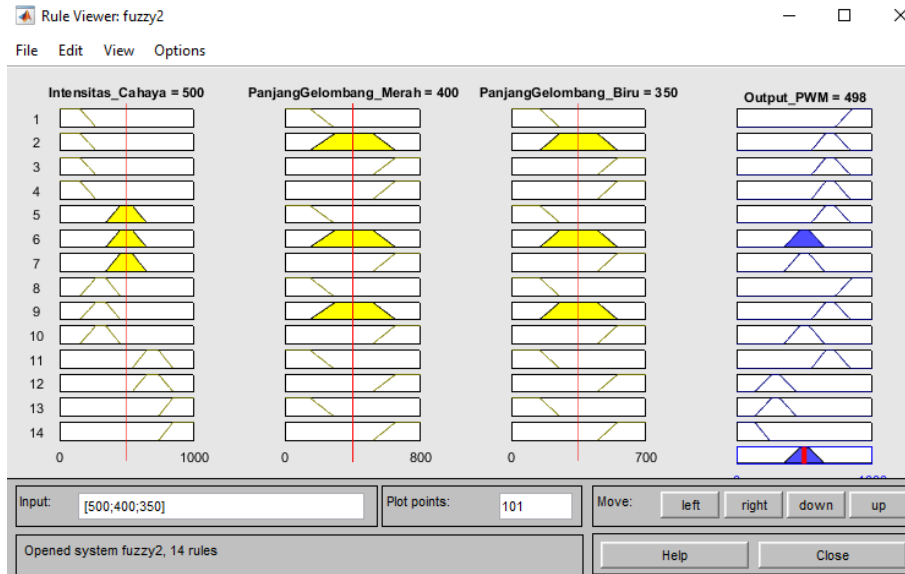 Rule Viewer: fuzzy2
File Edit View Options
Intensitas_Cahaya = 500 PanjangGelombang_Merah = 400 PanjangGelombang_Biru = 350 Output_PWM = 498
1
2
3
4
5
6
7
8
9
10
11
12
13
14
0 1000 0 800 0 700
Input: [500;400;350] Plot points: 101 Move: left right down up
Opened system fuzzy2, 14 rules Help Close